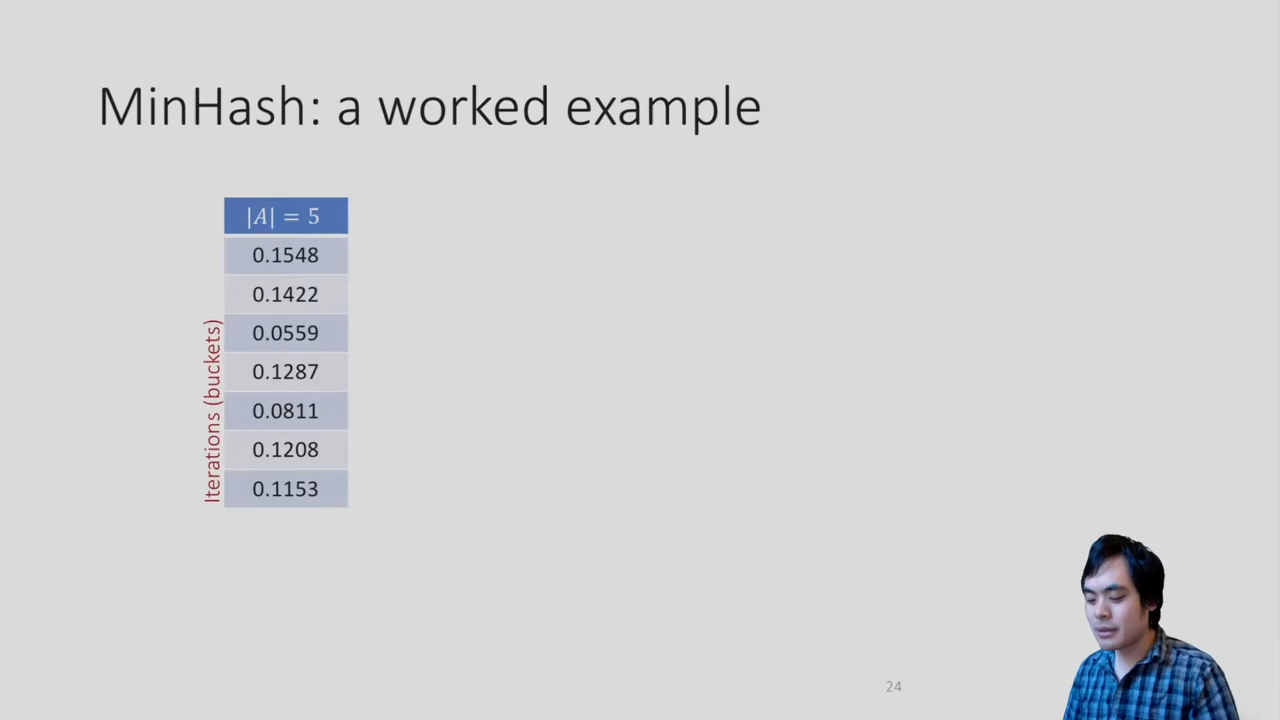 MinHash: a worked example
|A| = 5
0.1548
0.1422
0.0559
0.1287
0.0811
0.1208
0.1153
Iterations (buckets)
24